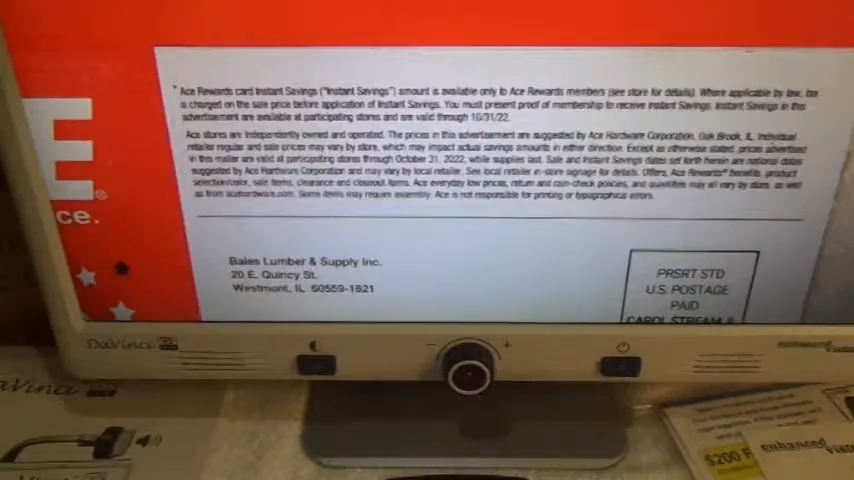 E®
ce.
* Ace Rewards card Instant Savings ("Instant Savings") amount is available only to Ace Rewards members (see store for details). Where applicable by law, tax
is charged on the sale price before application of Instant Savings. You must present proof of membership to receive Instant Savings. Instant Savings in this
advertisement are available at participating stores and are valid through 10/31/22.
Ace stores are independently owned and operated. The prices in this advertisement are suggested by Ace Hardware Corporation, Oak Brook, IL. Individual
retailer regular and sale prices may vary by store, which may impact actual savings amounts in either direction. Except as otherwise stated, prices advertised
in this mailer are valid at participating stores through October 31, 2022, while supplies last. Sale and Instant Savings dates set forth herein are national dates
suggested by Ace Hardware Corporation and may vary by local retailer. See local retailer in-store signage for details. Offers, Ace Rewards® benefits, product
selection/color, sale items, clearance and closeout items, Ace everyday low prices, return and rain-check policies, and quantities may all vary by store, as well
as from acehardware.com. Some items may require assembly. Ace is not responsible for printing or typographical errors.
Bales Lumber & Supply Inc.
20 E. Quincy St.
Westmont, IL 60559-1821
PRSRT STD
U.S. POSTAGE
PAID
CAROL STREAM IL
DaVinci
− +
DaVinci
$200
enhanced